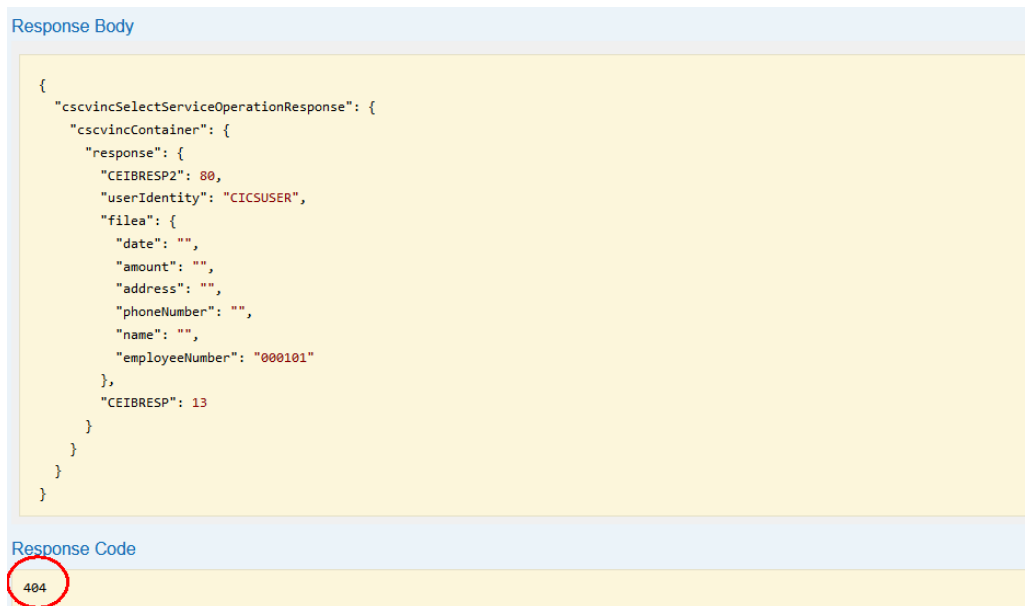 Response Body
{
"cscvincSelectServiceOperationResponse": {
"cscvincContainer": {
"response": {
"CEIBRESP2": 80,
"userIdentity": "CICSUSER",
"filea": {
"date": "",
"amount": "",
"address": "",
"phoneNumber": "",
"name": "",
"employeeNumber": "000101"
},
"CEIBRESP": 13
}
}
}
}
Response Code
404